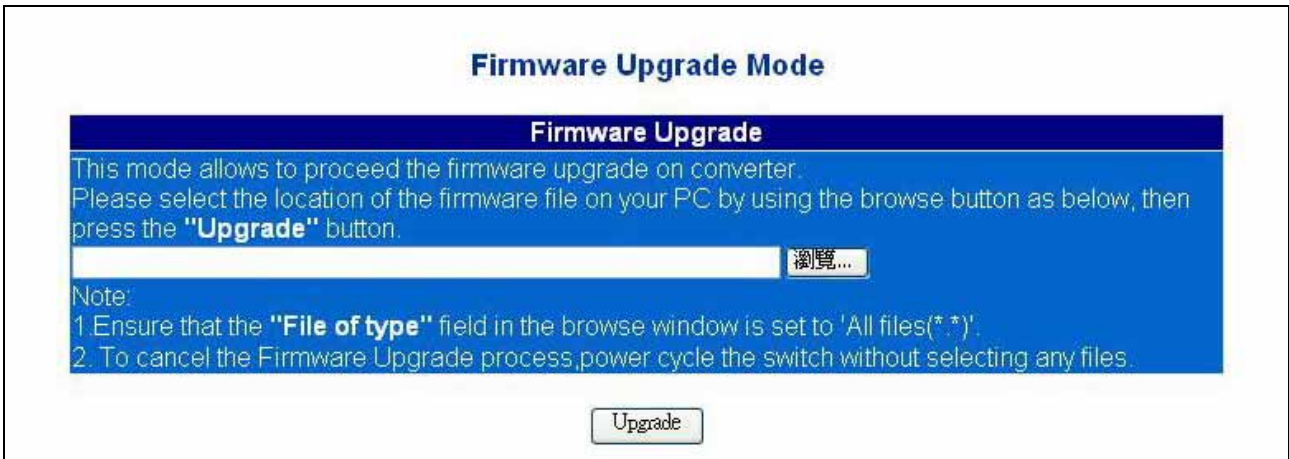 Firmware Upgrade Mode
Firmware Upgrade
This mode allows to proceed the firmware upgrade on converter.
Please select the location of the firmware file on your PC by using the browse button as below, then
press the "Upgrade" button.
瀏覽...
Note:
1.Ensure that the "File of type" field in the browse window is set to 'All files(*.*)'.
2. To cancel the Firmware Upgrade process,power cycle the switch without selecting any files.
Upgrade